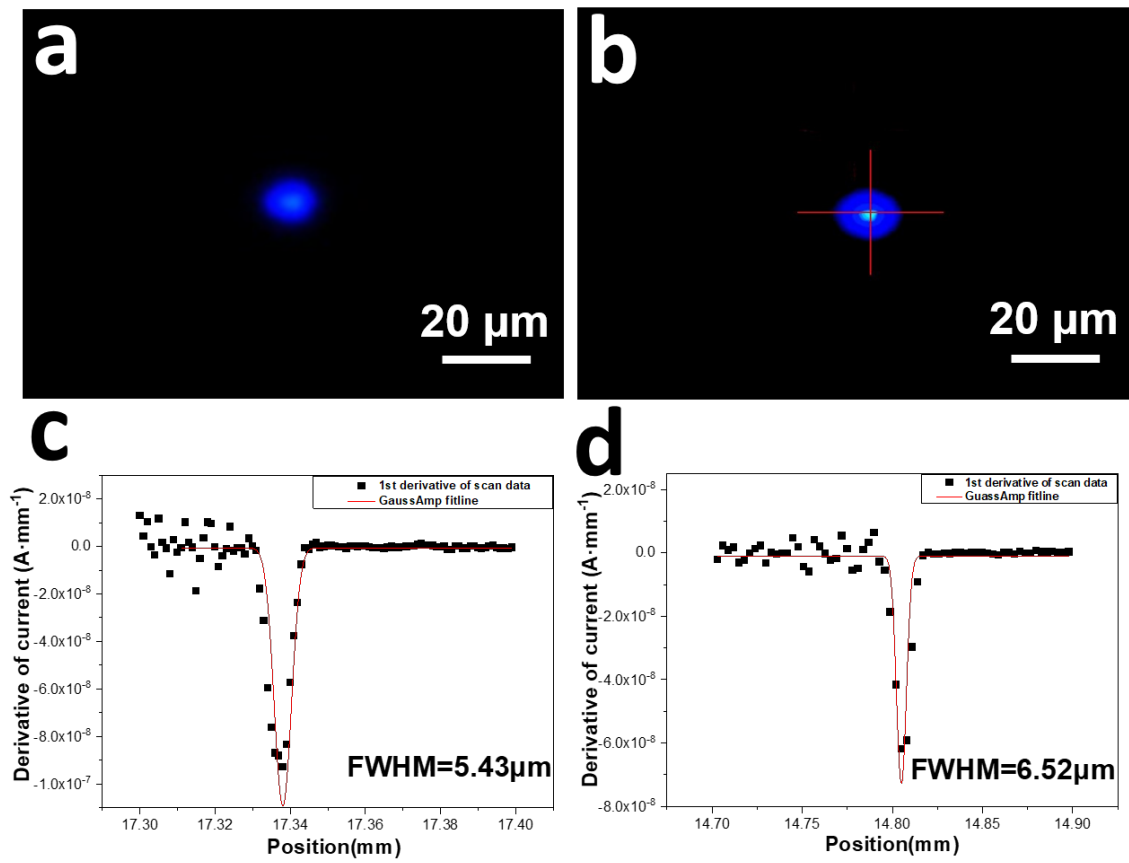 a
b
20 µm
20 µm
c
d
1st derivative of scan data
GaussAmp fitline
2.0x10⁻⁸
0.0
-2.0x10⁻⁸
-4.0x10⁻⁸
-6.0x10⁻⁸
-8.0x10⁻⁸
-1.0x10⁻⁷
Derivative of current (A·mm⁻¹)
FWHM=5.43µm
17.30 17.32 17.34 17.36 17.38 17.40
Position(mm)
1st derivative of scan data
GuassAmp fitline
2.0x10⁻⁸
0.0
-2.0x10⁻⁸
-4.0x10⁻⁸
-6.0x10⁻⁸
-8.0x10⁻⁸
Derivative of current (A·mm⁻¹)
FWHM=6.52µm
14.70 14.75 14.80 14.85 14.90
Position(mm)